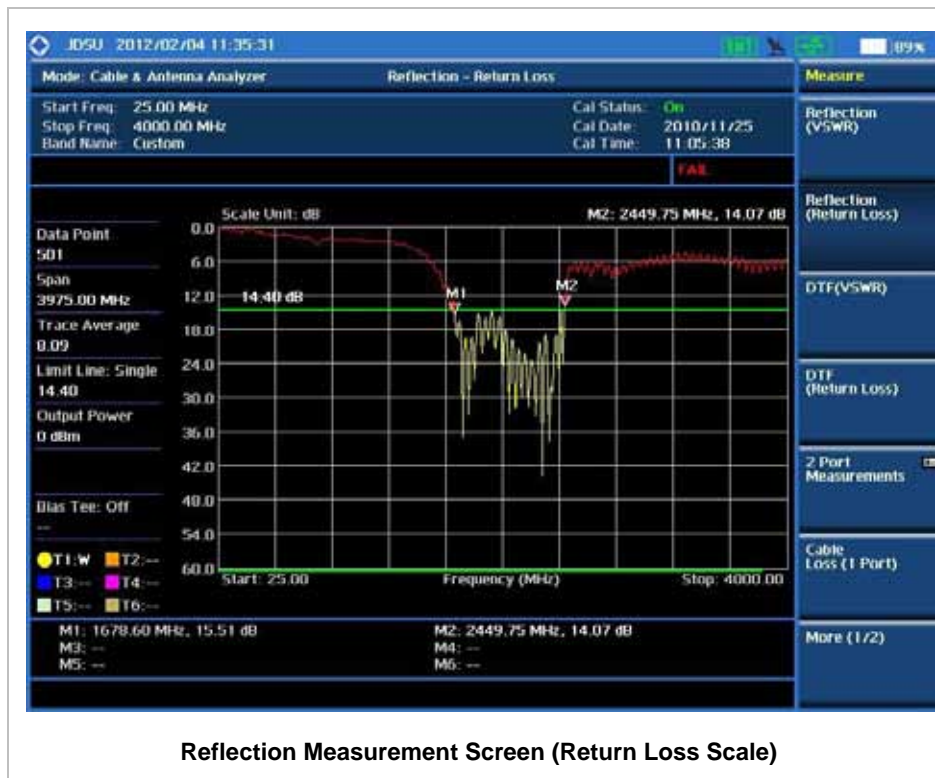 JDSU 2012/02/04 11:35:31
89%
Mode: Cable & Antenna Analyzer Reflection - Return Loss
Measure
Start Freq: 25.00 MHz Cal Status: On
Stop Freq: 4000.00 MHz Cal Date: 2010/11/25
Band Name: Custom Cal Time: 11:05:38
FAIL
Scale Unit: dB M2: 2449.75 MHz, 14.07 dB
Data Point
501
Span
3975.00 MHz
Trace Average
Limit Line: Single
14.40
Output Power
0 dBm
Bias Tee: Off
--
T1:W T2:--
T3:-- T4:--
T5:-- T6:--
0.0
6.0
12.0
18.0
24.0
30.0
36.0
42.0
48.0
54.0
60.0
14.40 dB
M1
M2
Start: 25.00 Frequency (MHz) Stop: 4000.00
M1: 1678.60 MHz, 15.51 dB M2: 2449.75 MHz, 14.07 dB
M3: -- M4: --
M5: -- M6: --
Reflection
(VSWR)
Reflection
(Return Loss)
DTF(VSWR)
DTF
(Return Loss)
2 Port
Measurements
Cable
Loss (1 Port)
More (1/2)
Reflection Measurement Screen (Return Loss Scale)